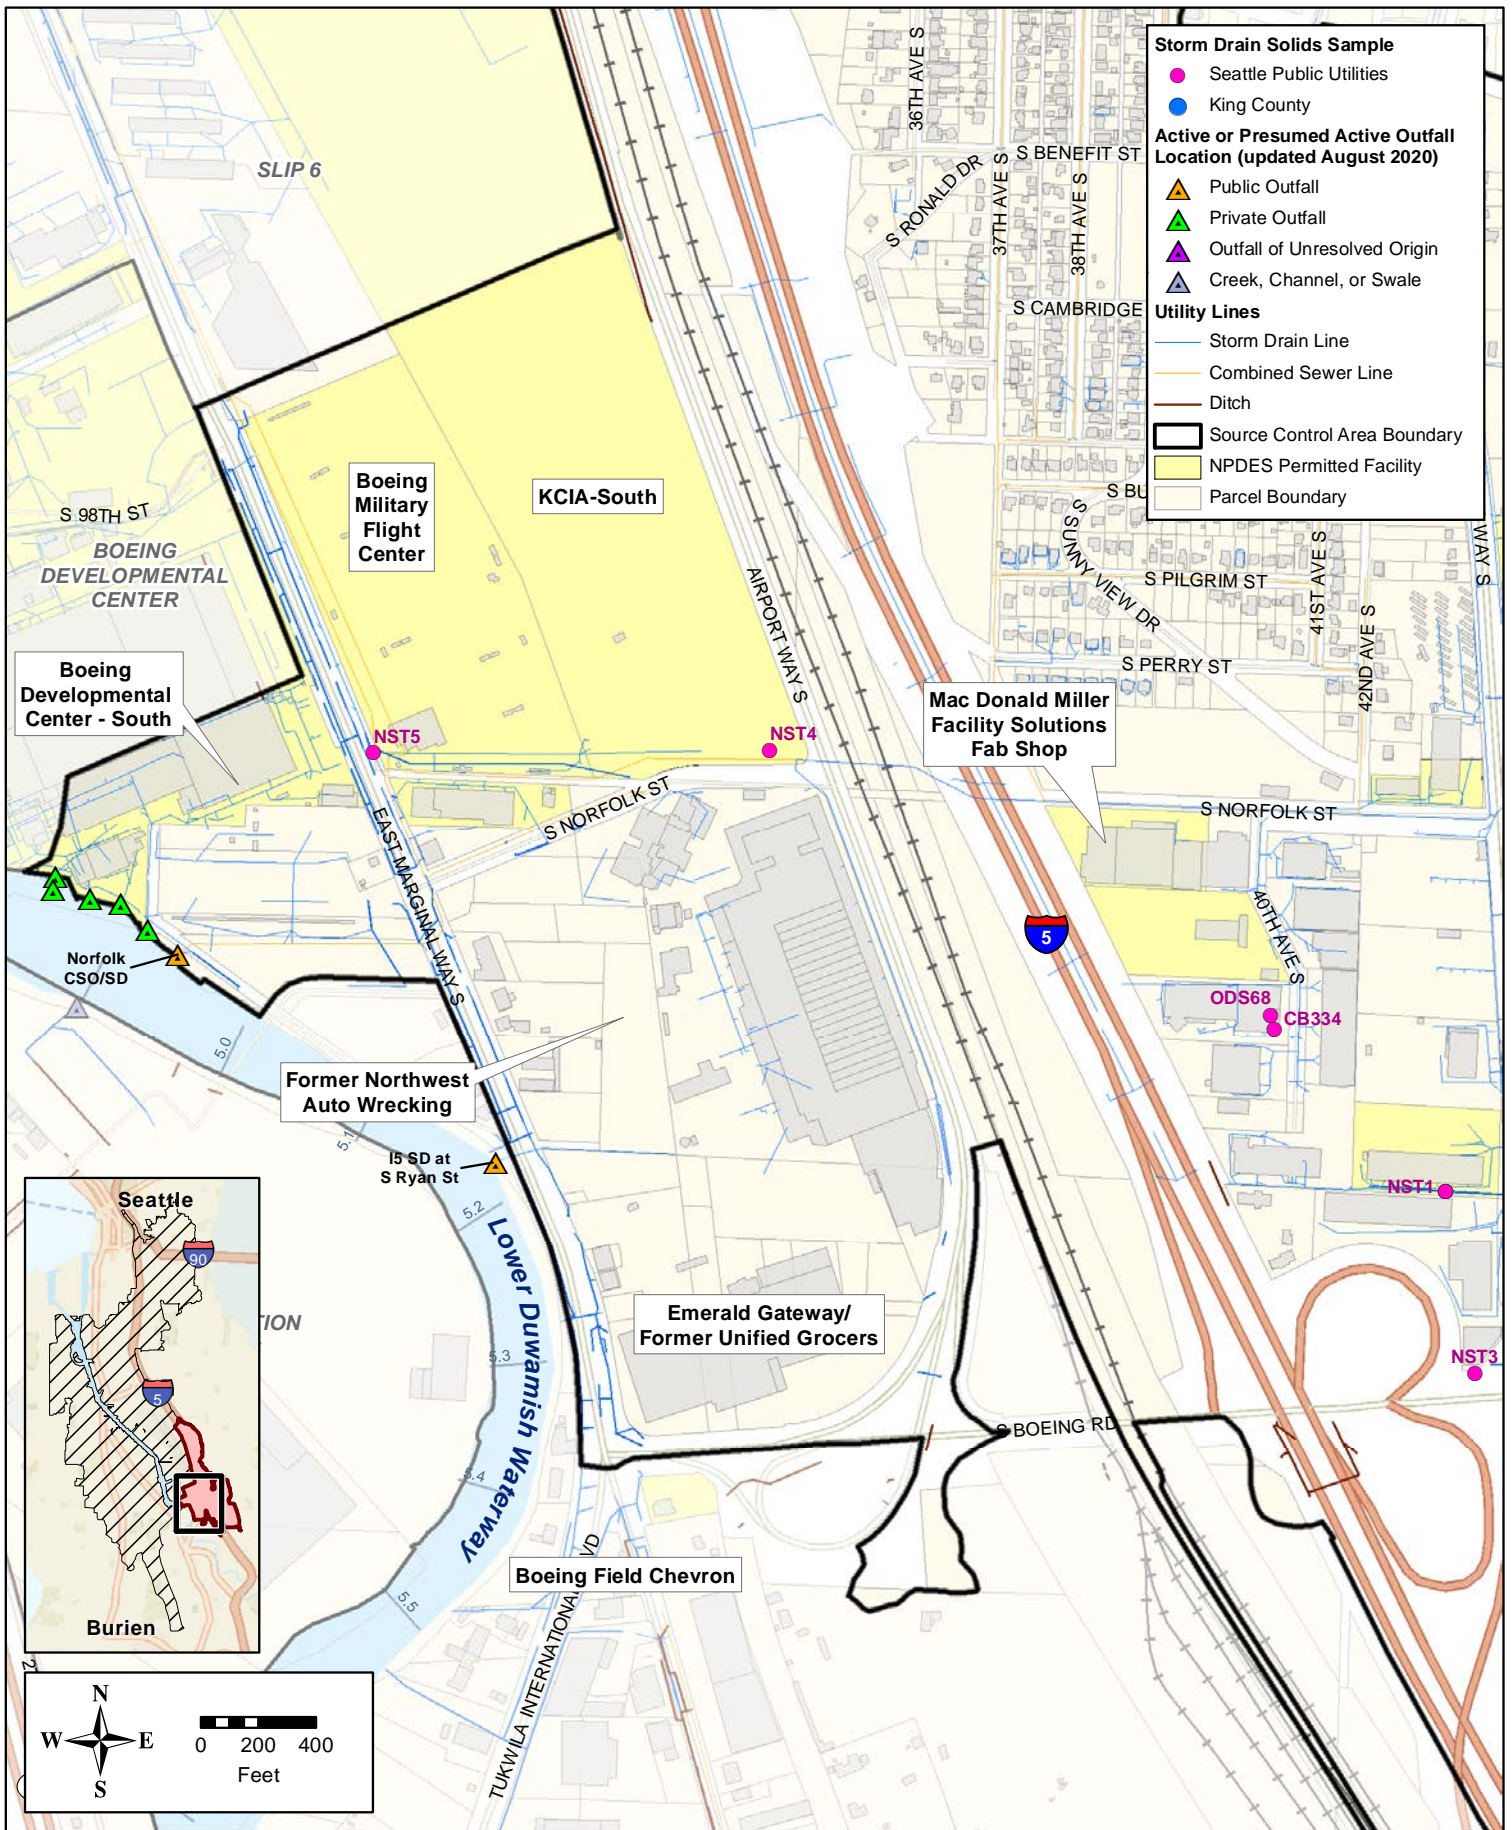 Storm Drain Solids Sample
Seattle Public Utilities
King County
Active or Presumed Active Outfall
Location (updated August 2020)
Public Outfall
Private Outfall
Outfall of Unresolved Origin
Creek, Channel, or Swale
Utility Lines
Storm Drain Line
Combined Sewer Line
Ditch
Source Control Area Boundary
NPDES Permitted Facility
Parcel Boundary
36TH AVE S
S BENEFIT ST
S RONALD DR
37TH AVE S
38TH AVE S
S CAMBRIDGE
SLIP 6
S BU
S SUNNY VIEW DR
S PILGRIM ST
41ST AVE S
42ND AVE S
WAY S
S PERRY ST
Boeing
Military
Flight
Center
KCIA-South
S 98TH ST
BOEING
DEVELOPMENTAL
CENTER
AIRPORT WAY S
Boeing
Developmental
Center - South
Mac Donald Miller
Facility Solutions
Fab Shop
NST5
NST4
S NORFOLK ST
S NORFOLK ST
EAST MARGINAL WAY S
40TH AVE S
5
Norfolk
CSO/SD
ODS68
CB334
5.0
Former Northwest
Auto Wrecking
5.1
I5 SD at
S Ryan St
NST1
5.2
Lower Duwamish Waterway
Seattle
90
TION
Emerald Gateway/
Former Unified Grocers
5.3
NST3
5
S BOEING RD
5.4
Boeing Field Chevron
5.5
TUKWILA INTERNATIONAL
VD
Burien
2
N
W
E
S
0 200 400
Feet